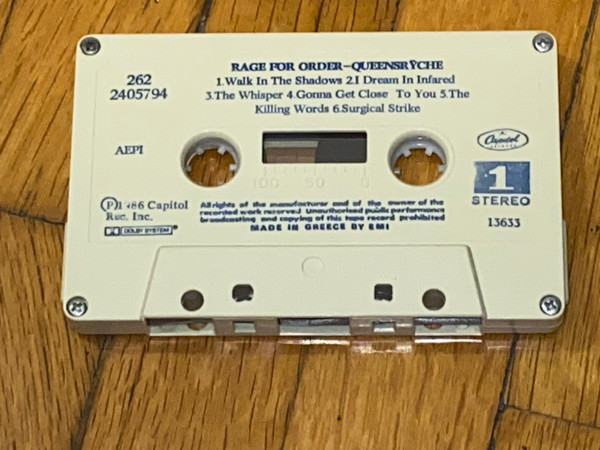 RAGE FOR ORDER-QUEENSRŸCHE
1.Walk In The Shadows 2.I Dream In Infared
3.The Whisper 4.Gonna Get Close To You 5.The
Killing Words 6.Surgical Strike
262
2405794
AEPI
100 50 0
Capitol
1
STEREO
13633
Ⓟ1986 Capitol
Rec. Inc.
DOLBY SYSTEM
All rights of the manufacturer and of the owner of the
recorded work reserved Unauthorised public performance
broadcasting and copying of this tape record prohibited
MADE IN GREECE BY EMI